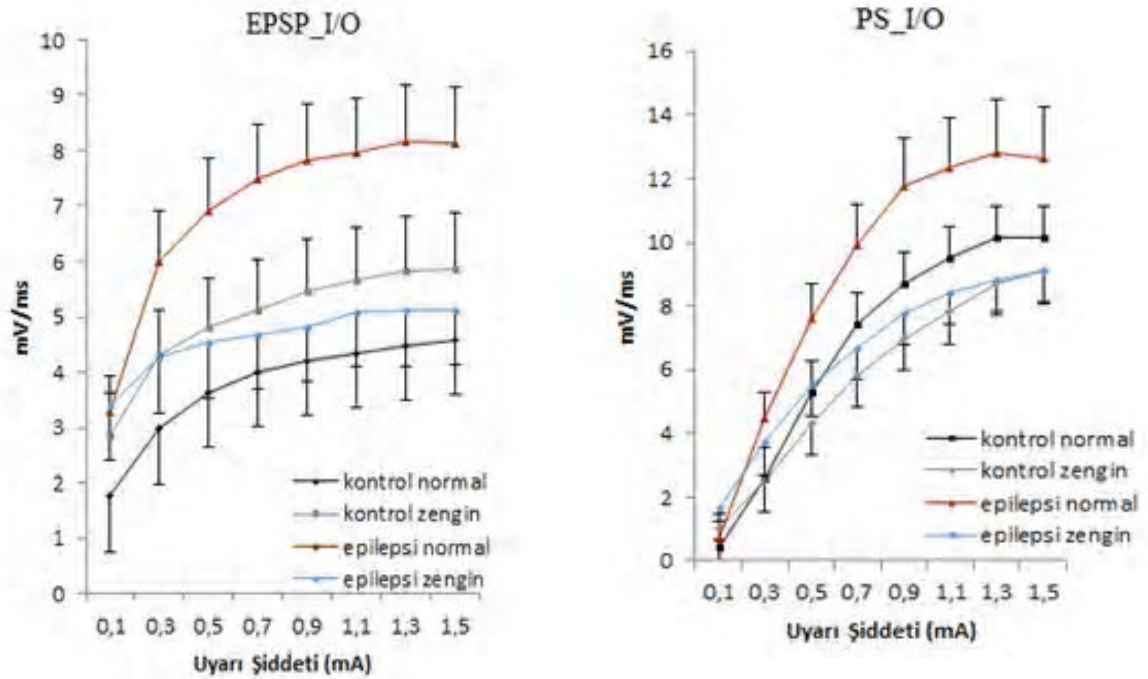 EPSP_I/O
10
9
8
7
6
5
4
3
2
1
0
mV/ms
0,1 0,3 0,5 0,7 0,9 1,1 1,3 1,5
Uyarı Şiddeti (mA)
kontrol normal
kontrol zengin
epilepsi normal
epilepsi zengin
PS_I/O
16
14
12
10
8
6
4
2
0
mV/ms
0,1 0,3 0,5 0,7 0,9 1,1 1,3 1,5
Uyarı Şiddeti (mA)
kontrol normal
kontrol zengin
epilepsi normal
epilepsi zengin